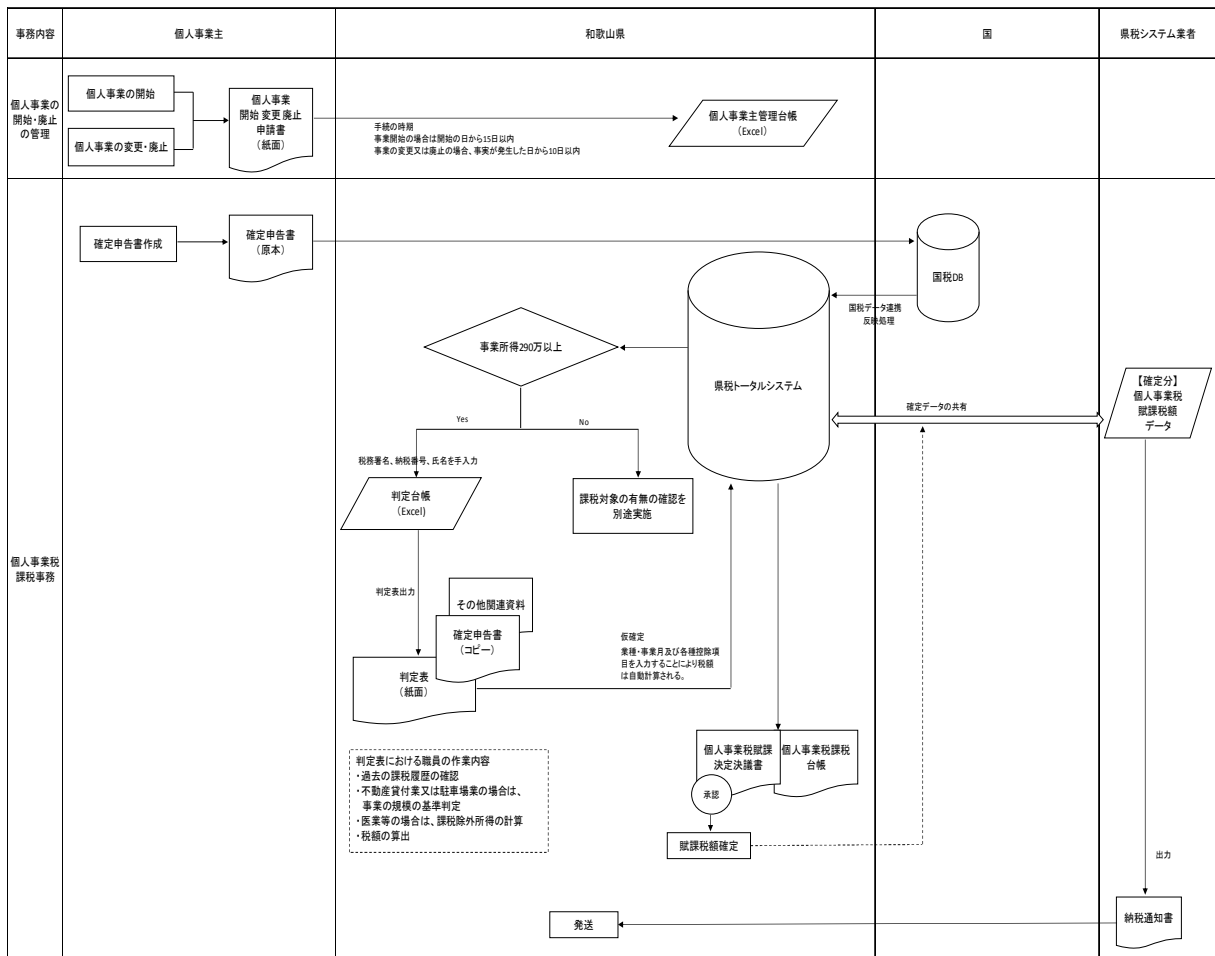 事務内容
個人事業主
和歌山県
国
県税システム業者
個人事業の
開始・廃止
の管理
個人事業の開始
個人事業の変更・廃止
個人事業
開始 変更 廃止
申請書
（紙面）
手続の時期
事業開始の場合は開始の日から15日以内
事業の変更又は廃止の場合、事実が発生した日から10日以内
個人事業主管理台帳
（Excel）
個人事業税
課税事務
確定申告書作成
確定申告書
（原本）
国税DB
国税データ連携
反映処理
県税トータルシステム
事業所得290万以上
Yes
No
税務署名、納税番号、氏名を手入力
判定台帳
（Excel)
課税対象の有無の確認を
別途実施
確定データの共有
【確定分】
個人事業税
賦課税額
データ
判定表出力
その他関連資料
確定申告書
（コピー）
判定表
（紙面）
仮確定
業種・事業月及び各種控除項
目を入力することにより税額
は自動計算される。
判定表における職員の作業内容
・過去の課税履歴の確認
・不動産貸付業又は駐車場業の場合は、
事業の規模の基準判定
・医業等の場合は、課税除外所得の計算
・税額の算出
個人事業税賦課
決定決議書
個人事業税課税
台帳
承認
賦課税額確定
出力
納税通知書
発送